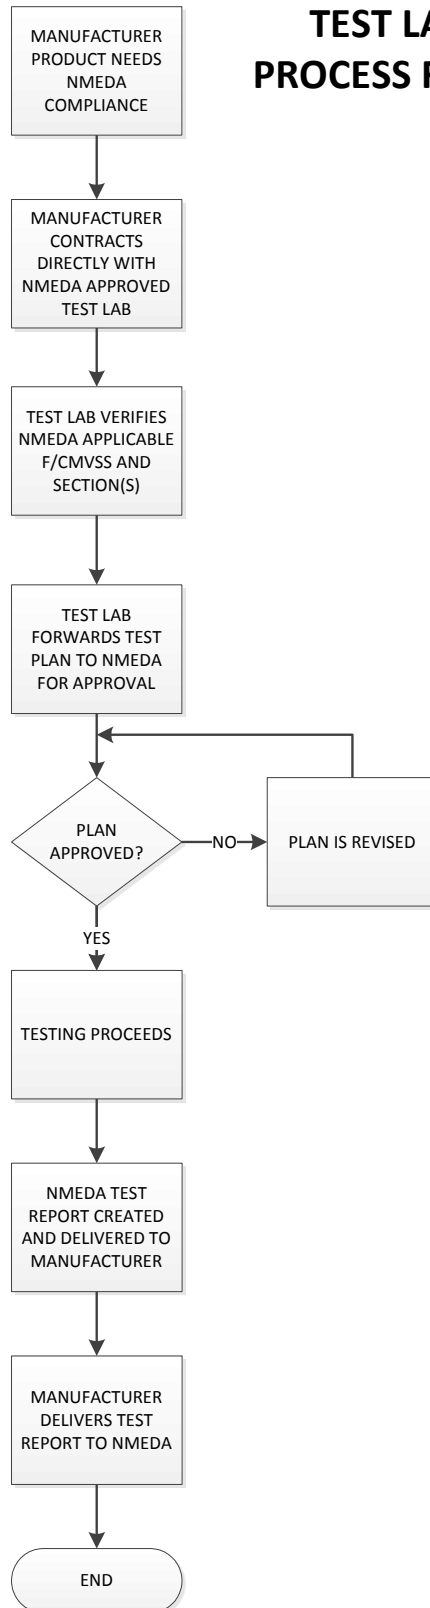 TEST LA
PROCESS F
MANUFACTURER
PRODUCT NEEDS
NMEDA
COMPLIANCE
MANUFACTURER
CONTRACTS
DIRECTLY WITH
NMEDA APPROVED
TEST LAB
TEST LAB VERIFIES
NMEDA APPLICABLE
F/CMVSS AND
SECTION(S)
TEST LAB
FORWARDS TEST
PLAN TO NMEDA
FOR APPROVAL
PLAN
APPROVED?
NO
PLAN IS REVISED
YES
TESTING PROCEEDS
NMEDA TEST
REPORT CREATED
AND DELIVERED TO
MANUFACTURER
MANUFACTURER
DELIVERS TEST
REPORT TO NMEDA
END